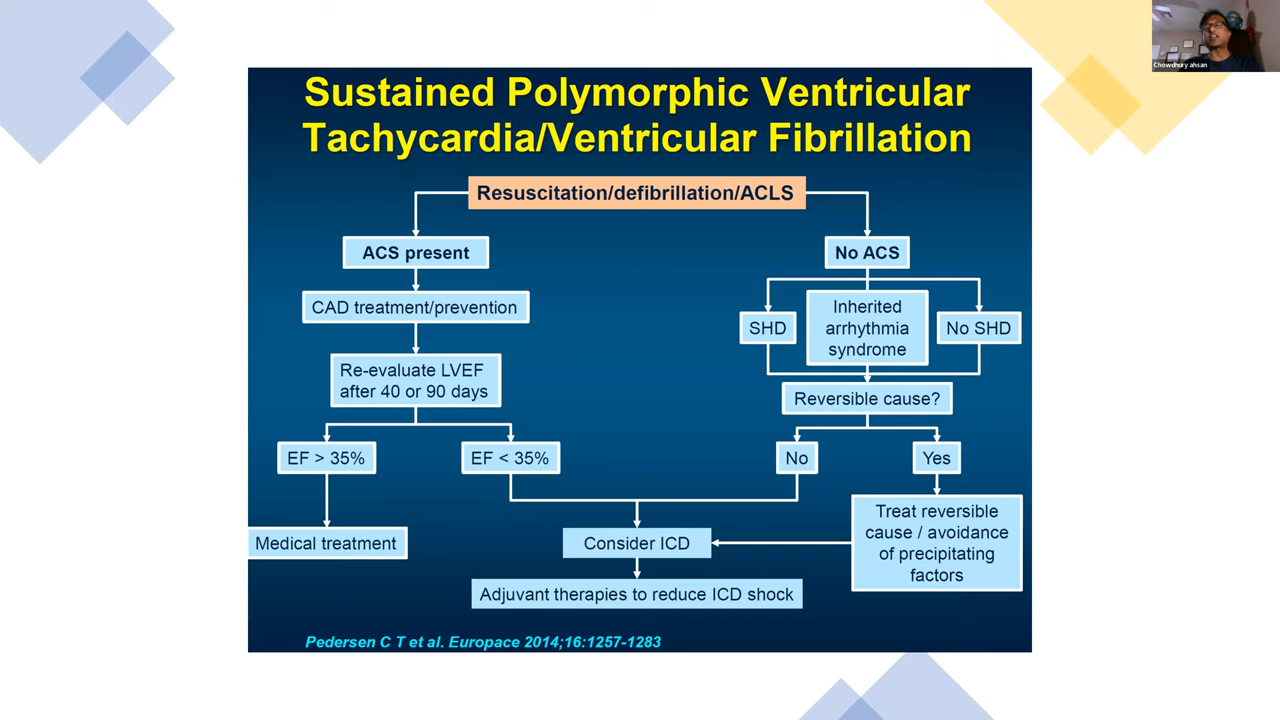 Chowdhury ahsan
Sustained Polymorphic Ventricular
Tachycardia/Ventricular Fibrillation
Resuscitation/defibrillation/ACLS
ACS present
No ACS
CAD treatment/prevention
SHD
Inherited
arrhythmia
syndrome
No SHD
Re-evaluate LVEF
after 40 or 90 days
Reversible cause?
EF > 35%
EF < 35%
No
Yes
Medical treatment
Consider ICD
Treat reversible
cause / avoidance
of precipitating
factors
Adjuvant therapies to reduce ICD shock
Pedersen C T et al. Europace 2014;16:1257-1283